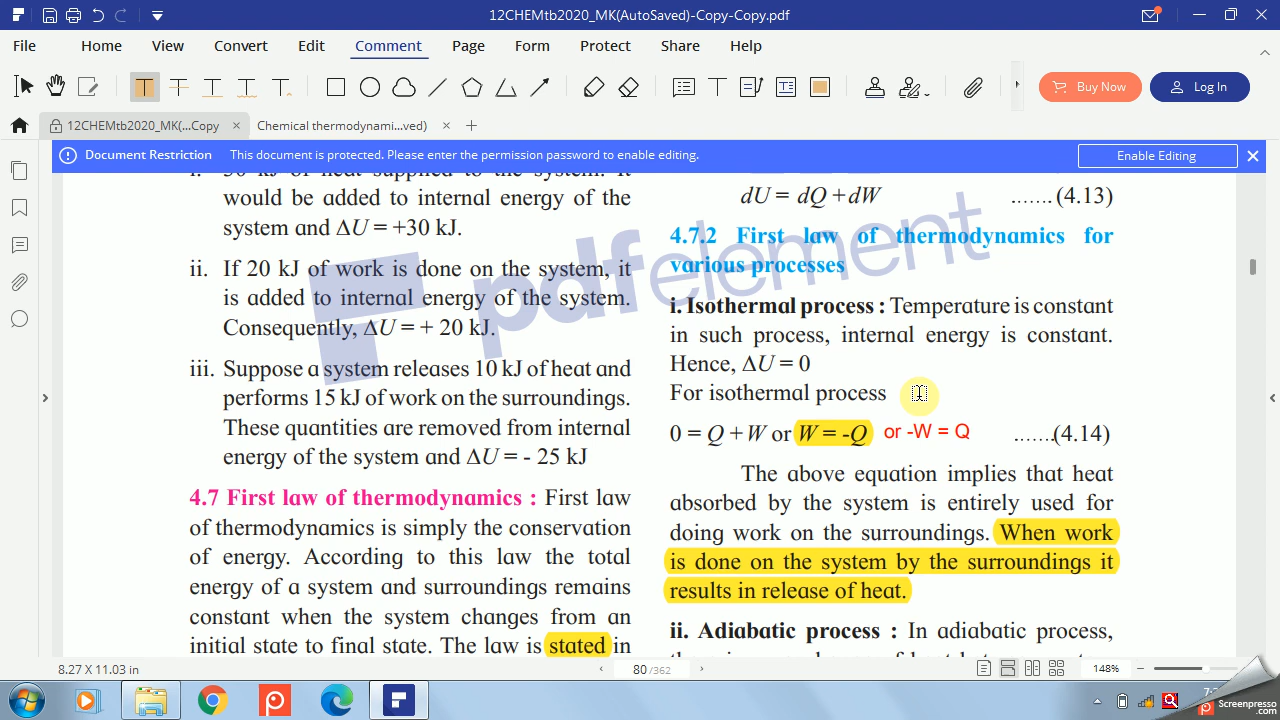 12CHEMtb2020_MK(AutoSaved)-Copy-Copy.pdf
File Home View Convert Edit Comment Page Form Protect Share Help
Buy Now
Log In
12CHEMtb2020_MK(...Copy × Chemical thermodynami...ved) × +
Document Restriction This document is protected. Please enter the permission password to enable editing.
Enable Editing
would be added to internal energy of the
system and ΔU = +30 kJ.
ii. If 20 kJ of work is done on the system, it
is added to internal energy of the system.
Consequently, ΔU = + 20 kJ.
iii. Suppose a system releases 10 kJ of heat and
performs 15 kJ of work on the surroundings.
These quantities are removed from internal
energy of the system and ΔU = - 25 kJ
4.7 First law of thermodynamics : First law
of thermodynamics is simply the conservation
of energy. According to this law the total
energy of a system and surroundings remains
constant when the system changes from an
initial state to final state. The law is stated in
dU = dQ + dW ....... (4.13)
4.7.2 First law of thermodynamics for
various processes
i. Isothermal process : Temperature is constant
in such process, internal energy is constant.
Hence, ΔU = 0
For isothermal process
0 = Q + W or W = -Q or -W = Q .......(4.14)
The above equation implies that heat
absorbed by the system is entirely used for
doing work on the surroundings. When work
is done on the system by the surroundings it
results in release of heat.
ii. Adiabatic process : In adiabatic process,
pdfelement
8.27 X 11.03 in
80 /362
148%
Screenpresso
.com